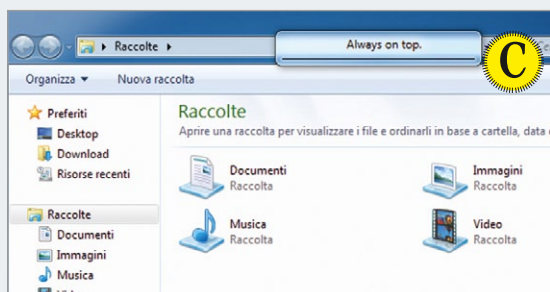 Raccolte
Always on top.
C
Organizza
Nuova raccolta
Preferiti
Desktop
Download
Risorse recenti
Raccolte
Documenti
Immagini
Musica
Raccolte
Aprire una raccolta per visualizzare i file e ordinarli in base a cartella, data
Documenti
Raccolta
Immagini
Raccolta
Musica
Raccolta
Video
Raccolta